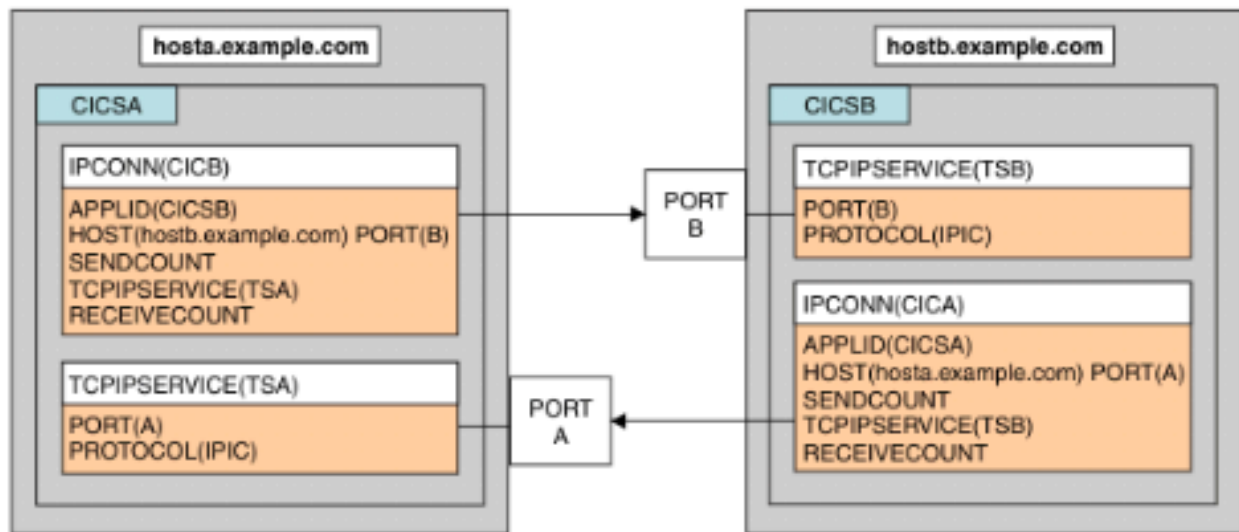 hosta.example.com
CICSA
IPCONN(CICB)
APPLID(CICSB)
HOST(hostb.example.com) PORT(B)
SENDCOUNT
TCPIPSERVICE(TSA)
RECEIVECOUNT
TCPIPSERVICE(TSA)
PORT(A)
PROTOCOL(IPIC)
PORT
B
PORT
A
hostb.example.com
CICSB
TCPIPSERVICE(TSB)
PORT(B)
PROTOCOL(IPIC)
IPCONN(CICA)
APPLID(CICSA)
HOST(hosta.example.com) PORT(A)
SENDCOUNT
TCPIPSERVICE(TSB)
RECEIVECOUNT